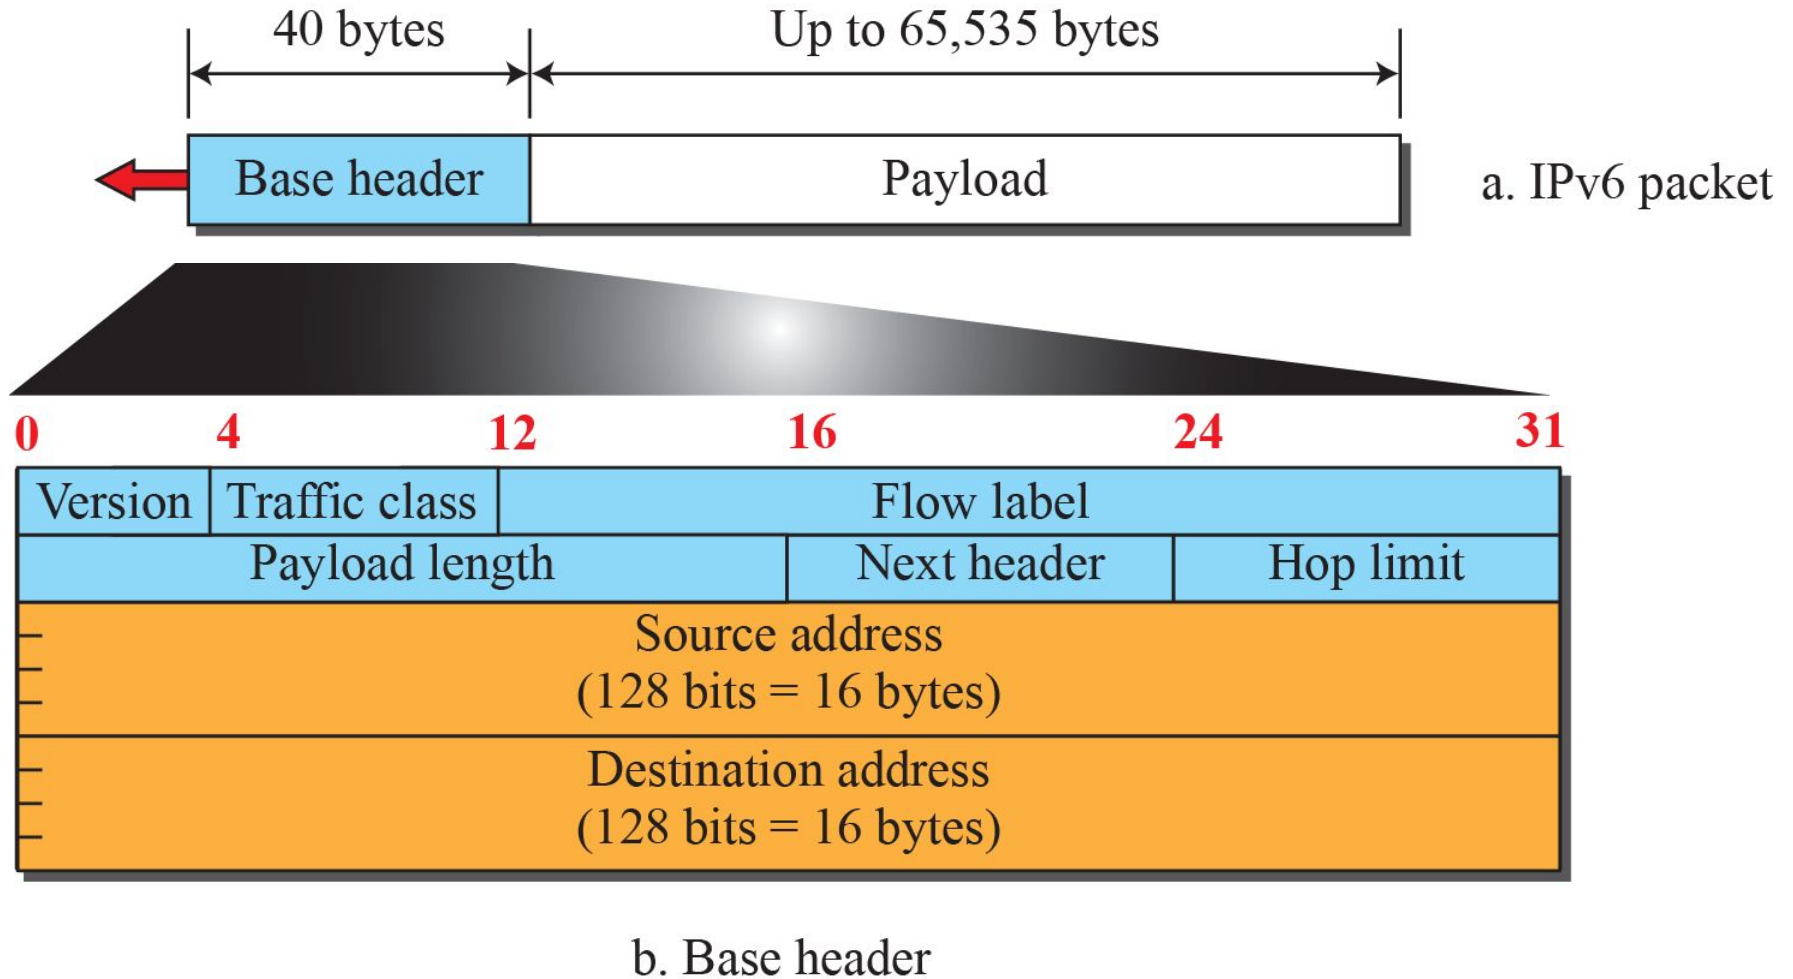 40 bytes
Up to 65,535 bytes
Base header
Payload
a. IPv6 packet
0 4 12 16 24 31
Version Traffic class Flow label
Payload length Next header Hop limit
Source address
(128 bits = 16 bytes)
Destination address
(128 bits = 16 bytes)
b. Base header